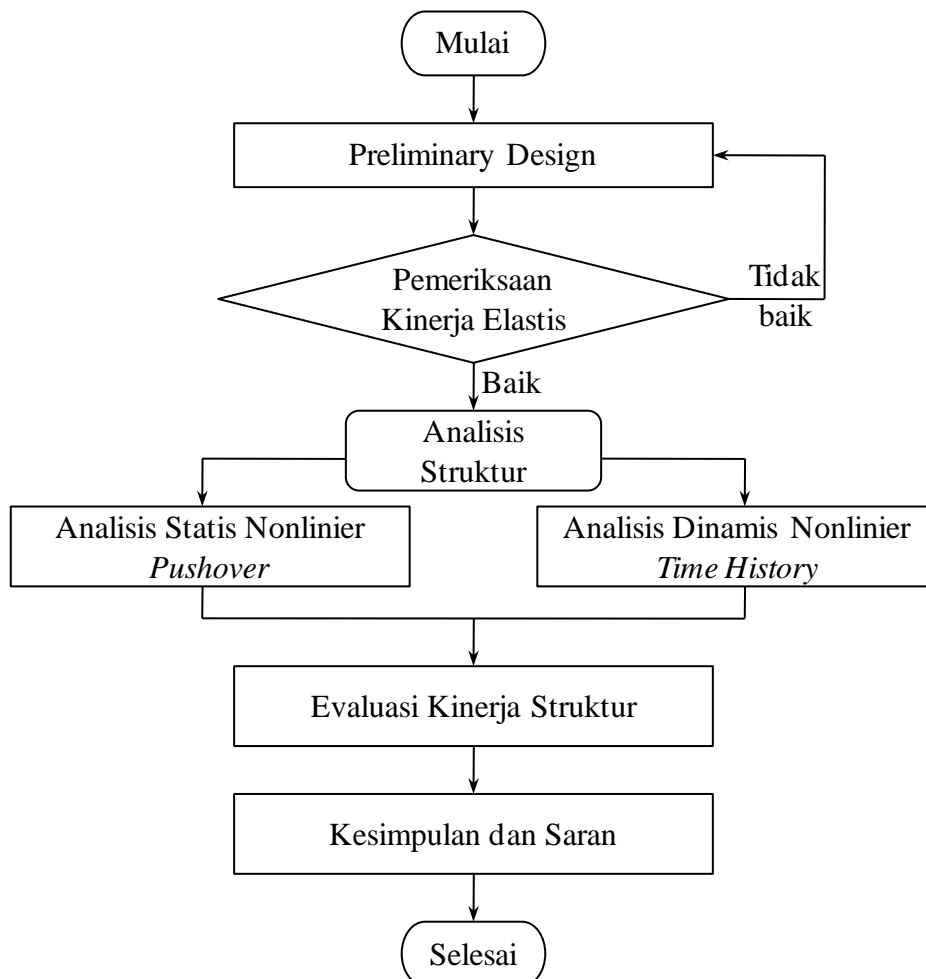 Mulai
Preliminary Design
Pemeriksaan
Kinerja Elastis
Tidak
baik
Baik
Analisis
Struktur
Analisis Statis Nonlinier
Pushover
Analisis Dinamis Nonlinier
Time History
Evaluasi Kinerja Struktur
Kesimpulan dan Saran
Selesai